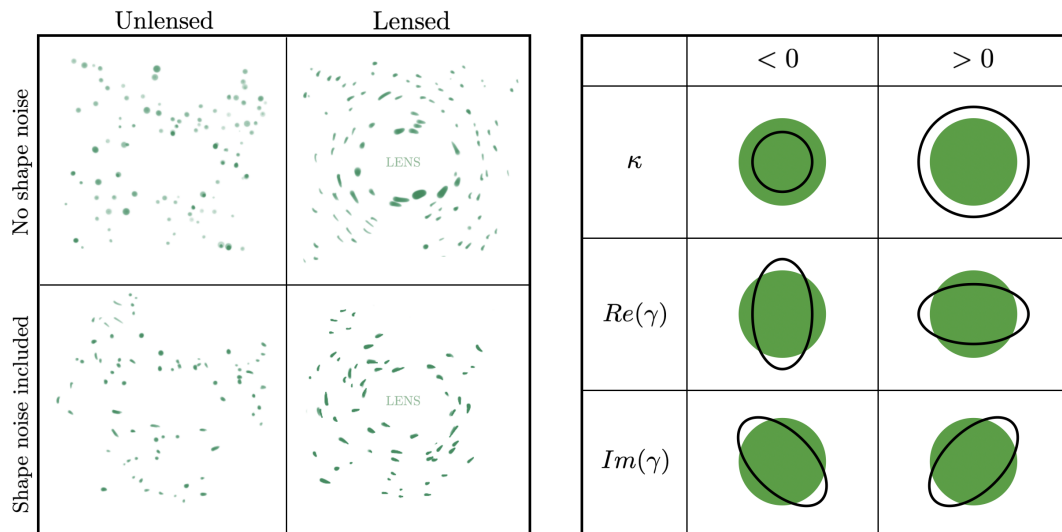 Unlensed Lensed
No shape noise
LENS
Shape noise included
LENS
< 0 > 0
κ
Re(γ)
Im(γ)